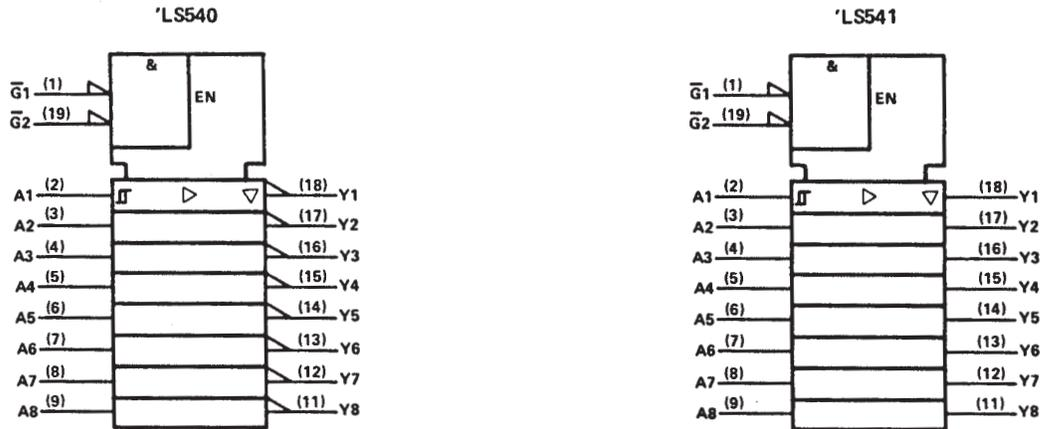 'LS540
&
EN
G̅1 (1)
G̅2 (19)
A1 (2) (18) Y1
A2 (3) (17) Y2
A3 (4) (16) Y3
A4 (5) (15) Y4
A5 (6) (14) Y5
A6 (7) (13) Y6
A7 (8) (12) Y7
A8 (9) (11) Y8
'LS541
&
EN
G̅1 (1)
G̅2 (19)
A1 (2) (18) Y1
A2 (3) (17) Y2
A3 (4) (16) Y3
A4 (5) (15) Y4
A5 (6) (14) Y5
A6 (7) (13) Y6
A7 (8) (12) Y7
A8 (9) (11) Y8